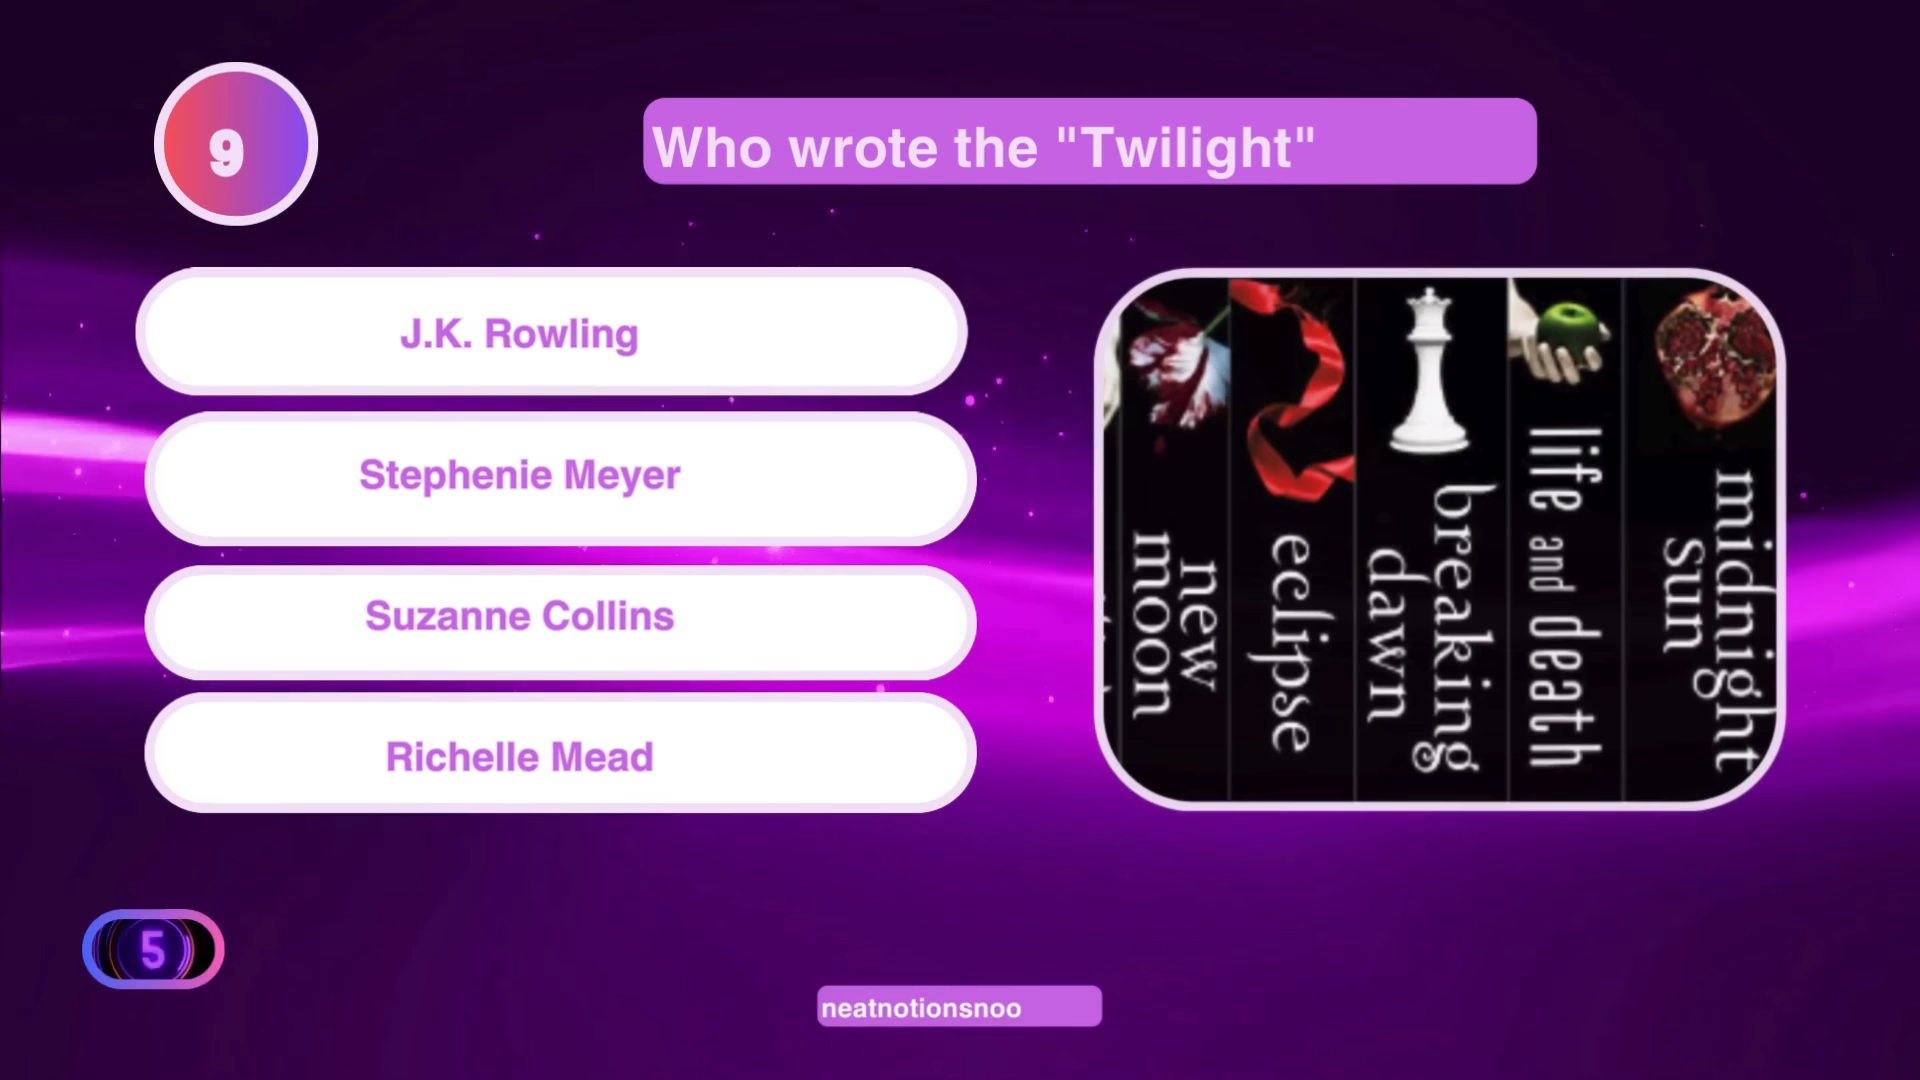 9
Who wrote the "Twilight"
J.K. Rowling
Stephenie Meyer
Suzanne Collins
Richelle Mead
new
moon
eclipse
breaking
dawn
life and death
midnight
sun
5
neatnotionsnoo